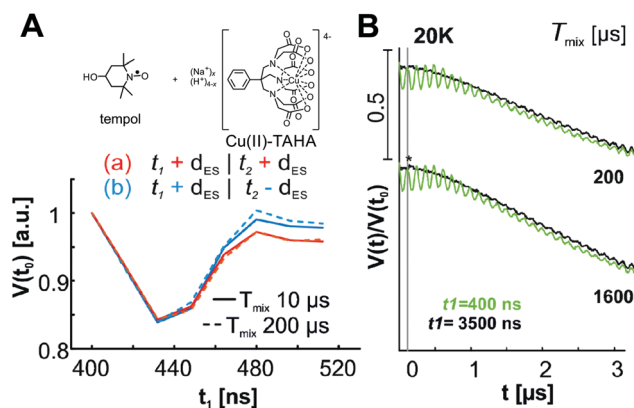 A
HO
N–O
tempol
+
(Na⁺)ₓ
(H⁺)₄₋ₓ
4-
Cu(II)-TAHA
(a) t₁ + d_ES | t₂ + d_ES
(b) t₁ + d_ES | t₂ - d_ES
V(t₀) [a.u.]
1
0.95
0.9
0.8
T_mix 10 µs
T_mix 200 µs
400 440 480 520
t₁ [ns]
B
20K
T_mix [µs]
0.5
V(t)/V(t₀)
*
200
1600
t1=400 ns
t1= 3500 ns
0 1 2 3
t [µs]